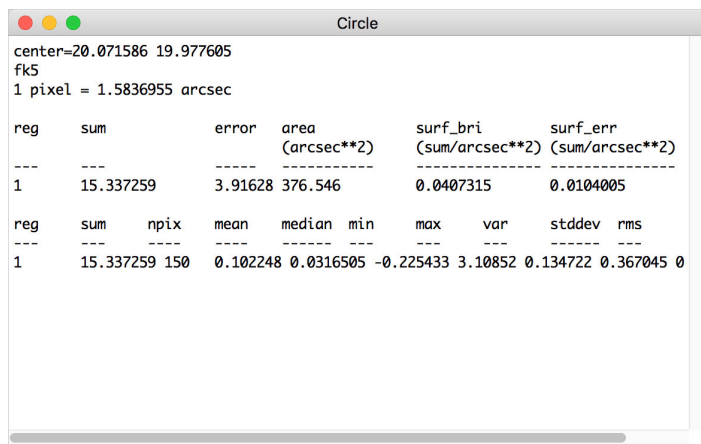 Circle
center=20.071586 19.977605
fk5
1 pixel = 1.5836955 arcsec
reg sum error area surf_bri surf_err
(arcsec**2) (sum/arcsec**2) (sum/arcsec**2)
--- --- ----- ----------- --------------- ---------------
1 15.337259 3.91628 376.546 0.0407315 0.0104005
reg sum npix mean median min max var stddev rms
--- --- ---- ---- ------ --- --- --- ------ ---
1 15.337259 150 0.102248 0.0316505 -0.225433 3.10852 0.134722 0.367045 0